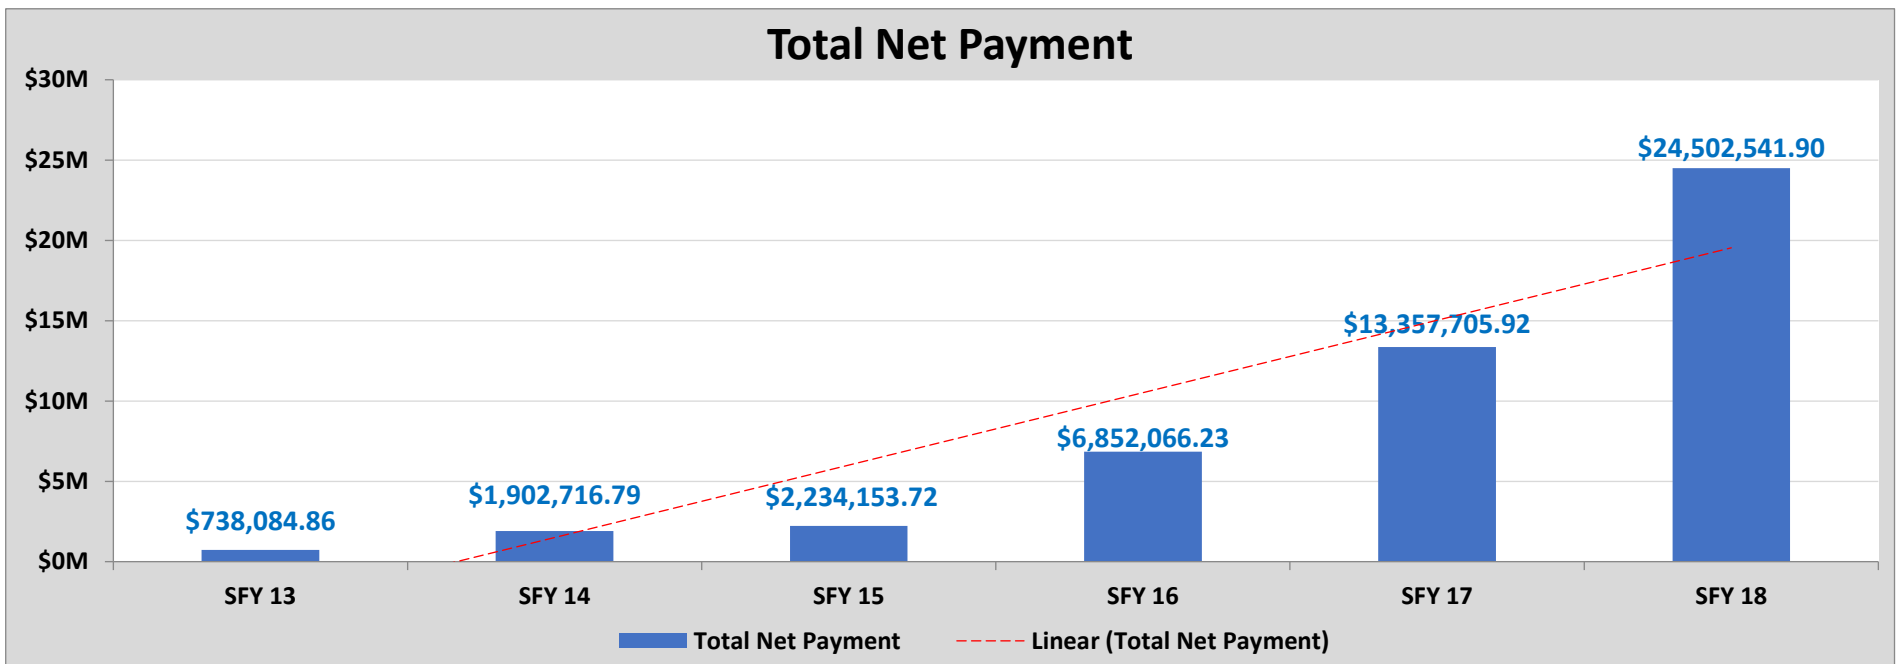 Total Net Payment
$30M
$25M
$20M
$15M
$10M
$5M
$0M
$738,084.86
$1,902,716.79
$2,234,153.72
$6,852,066.23
$13,357,705.92
$24,502,541.90
SFY 13
SFY 14
SFY 15
SFY 16
SFY 17
SFY 18
Total Net Payment
Linear (Total Net Payment)